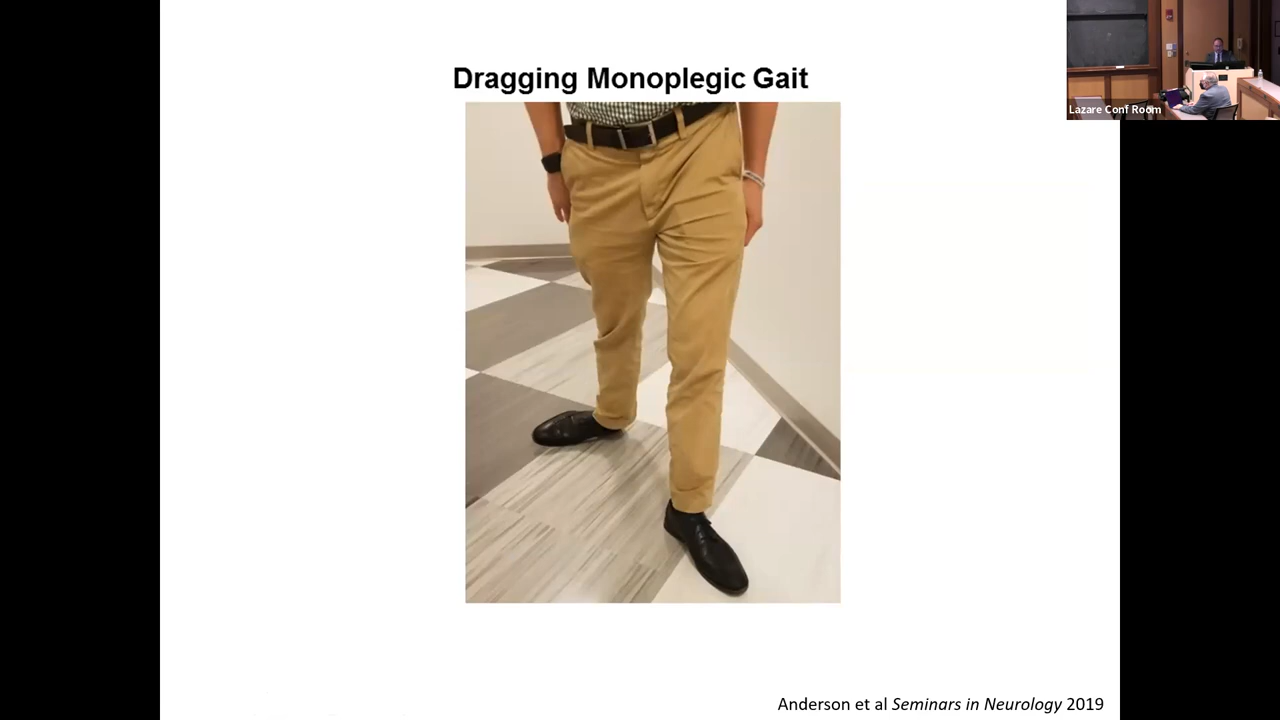 Dragging Monoplegic Gait
Lazare Conf Room
Anderson et al Seminars in Neurology 2019